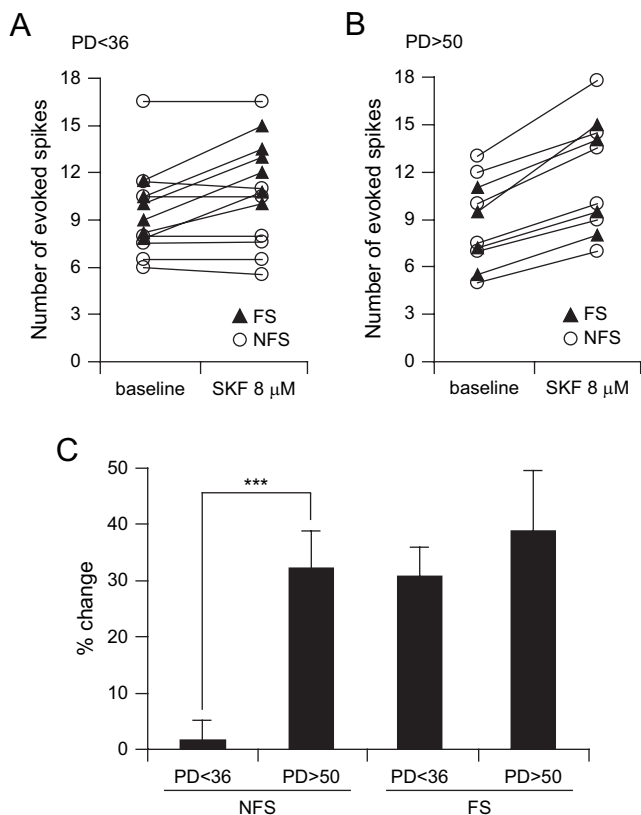 A
PD<36
Number of evoked spikes
18
15
12
9
6
3
0
FS
NFS
baseline
SKF 8 μM
B
PD>50
Number of evoked spikes
18
15
12
9
6
3
0
FS
NFS
baseline
SKF 8 μM
C
% change
50
40
30
20
10
0
***
PD<36
PD>50
PD<36
PD>50
NFS
FS